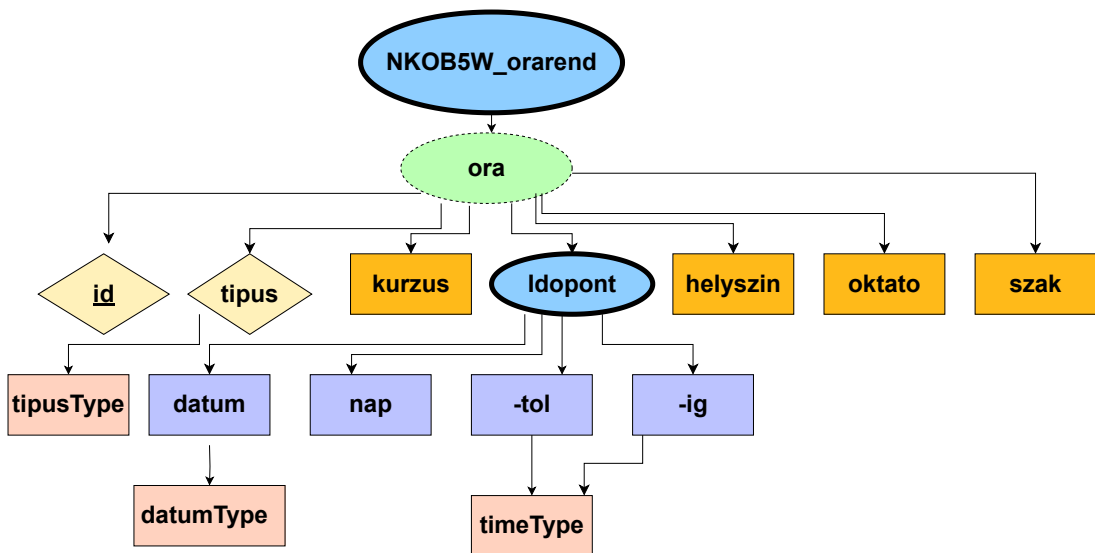 NKOB5W_orarend
ora
id
tipus
kurzus
Idopont
helyszin
oktato
szak
tipusType
datum
nap
-tol
-ig
datumType
timeType